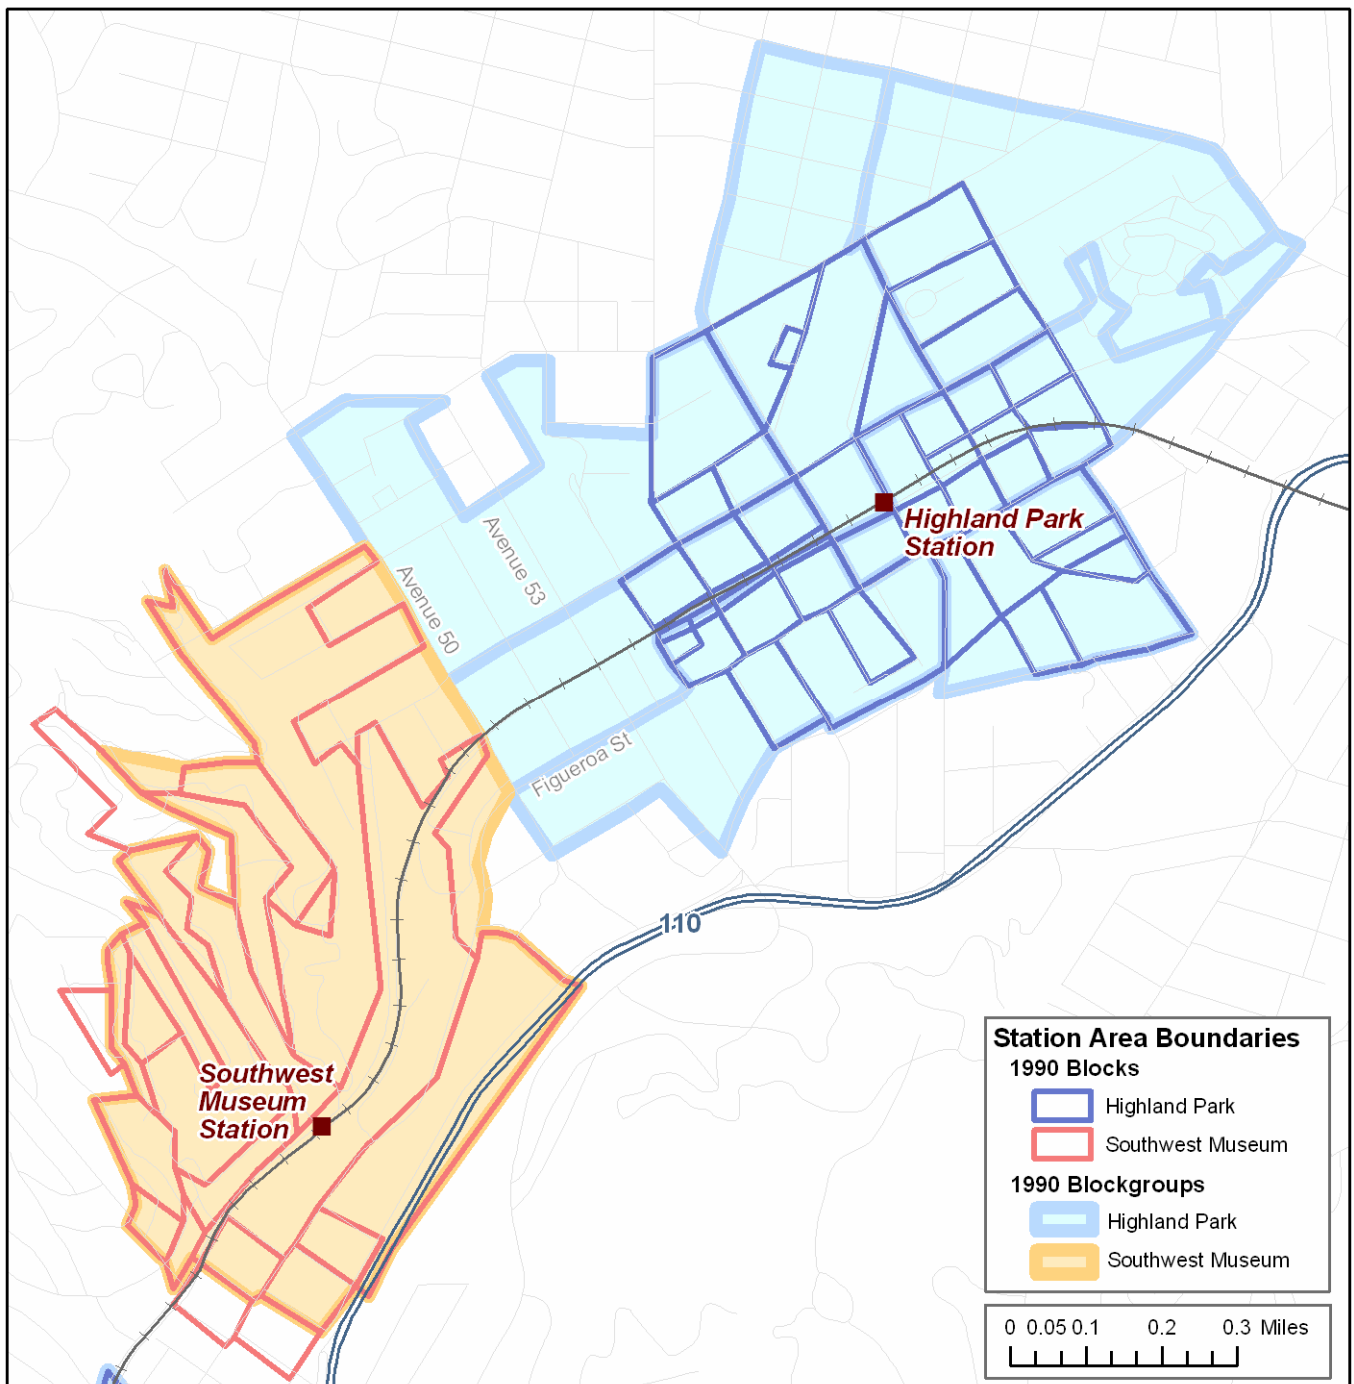 Avenue 53
Avenue 50
Highland Park
Station
Figueroa St
110
Southwest
Museum
Station
Station Area Boundaries
1990 Blocks
Highland Park
Southwest Museum
1990 Blockgroups
Highland Park
Southwest Museum
0 0.05 0.1 0.2 0.3 Miles